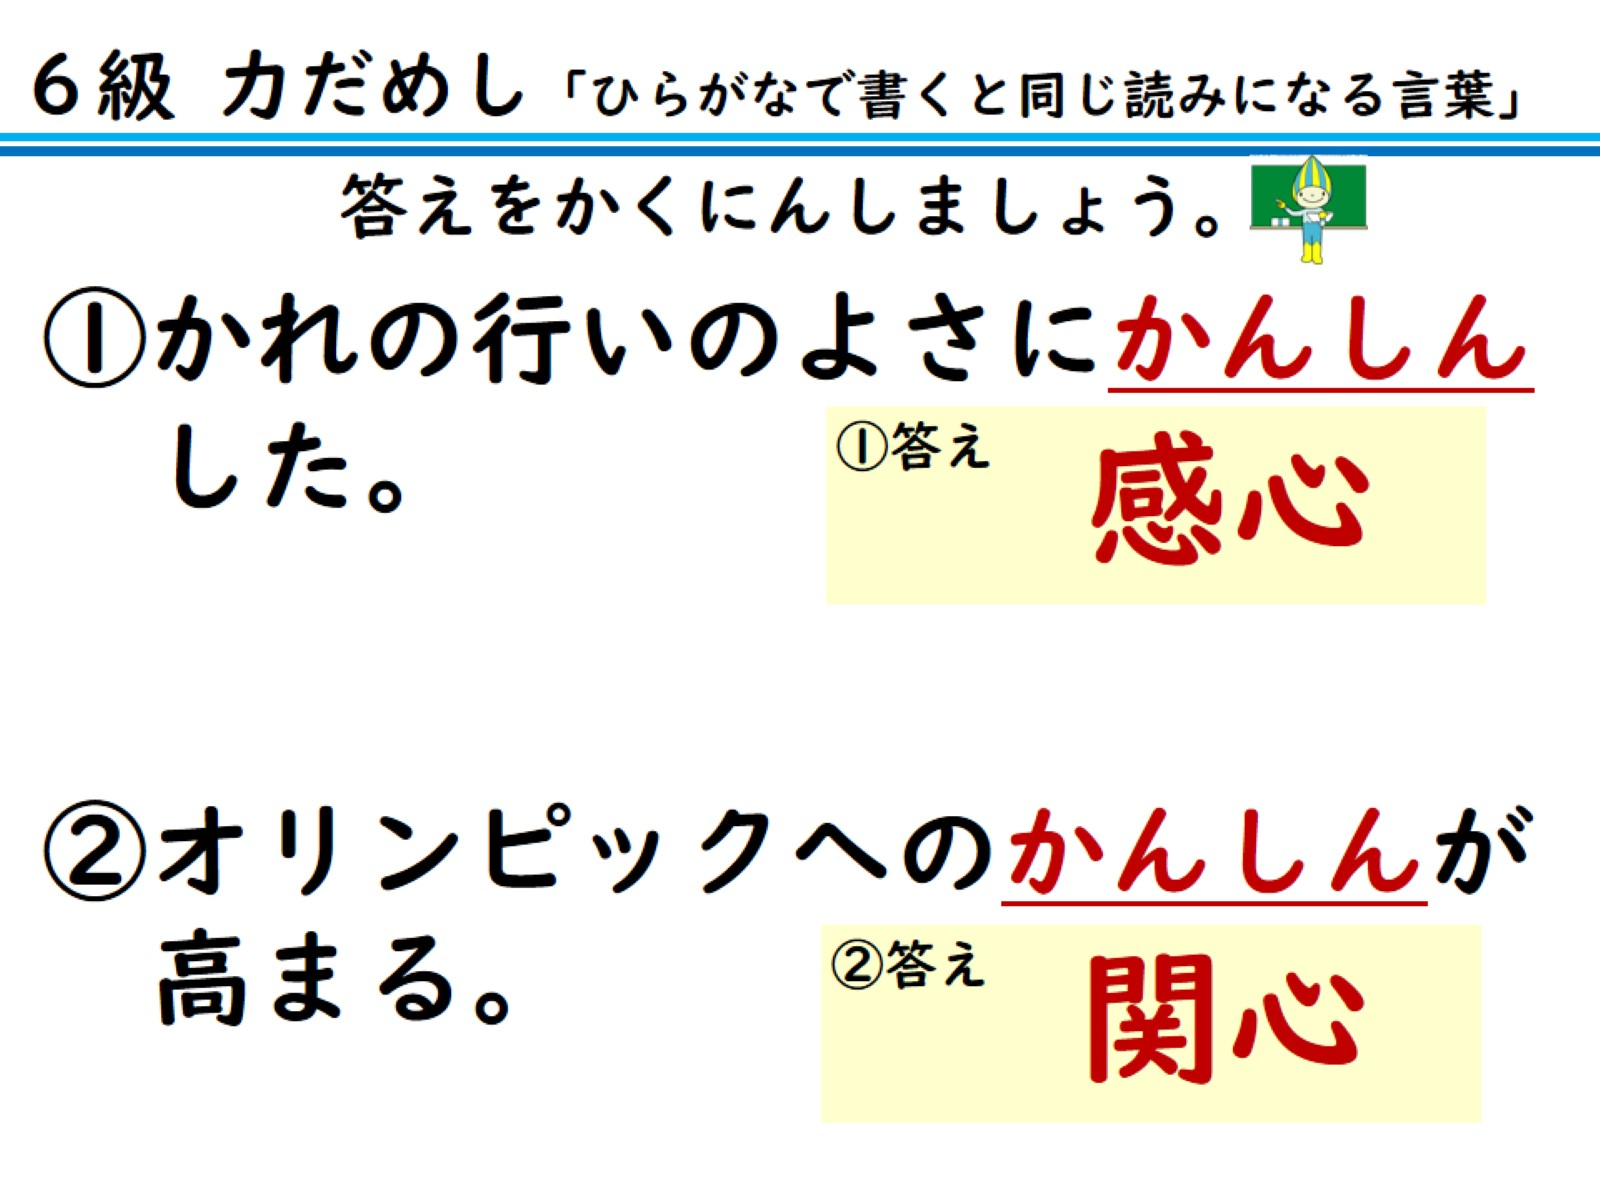 ６級 力だめし「ひらがなで書くと同じ読みになる言葉」
答えをかくにんしましょう。
①かれの行いのよさにかんしん
した。
①答え
感心
②オリンピックへのかんしんが
高まる。
②答え
関心